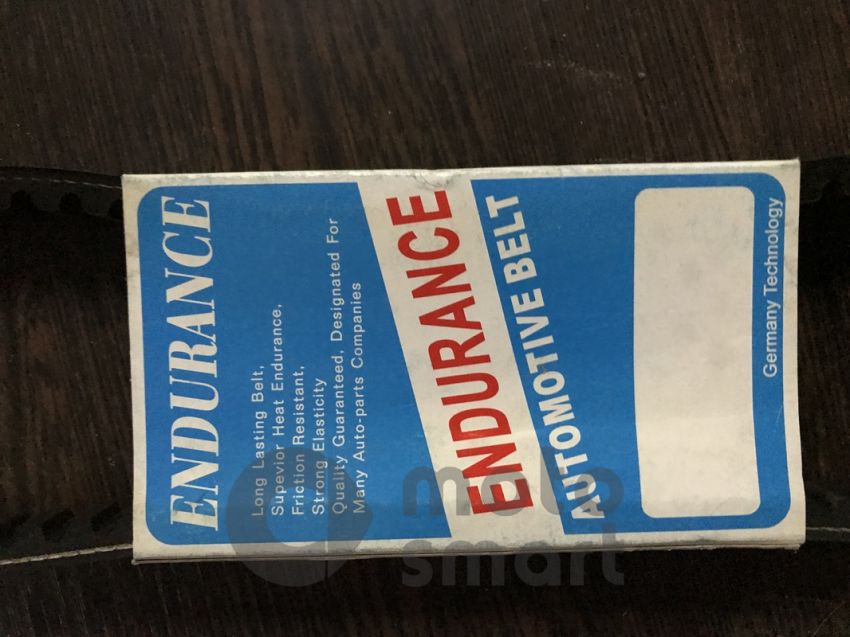 ENDURANCE
Long Lasting Belt,
Supevior Heat Endurance,
Friction Resistant,
Strong Elasticity
Quality Guaranteed, Designated For
Many Auto-parts Companies
ENDURANCE
AUTOMOTIVE BELT
Germany Technology
moto
smart